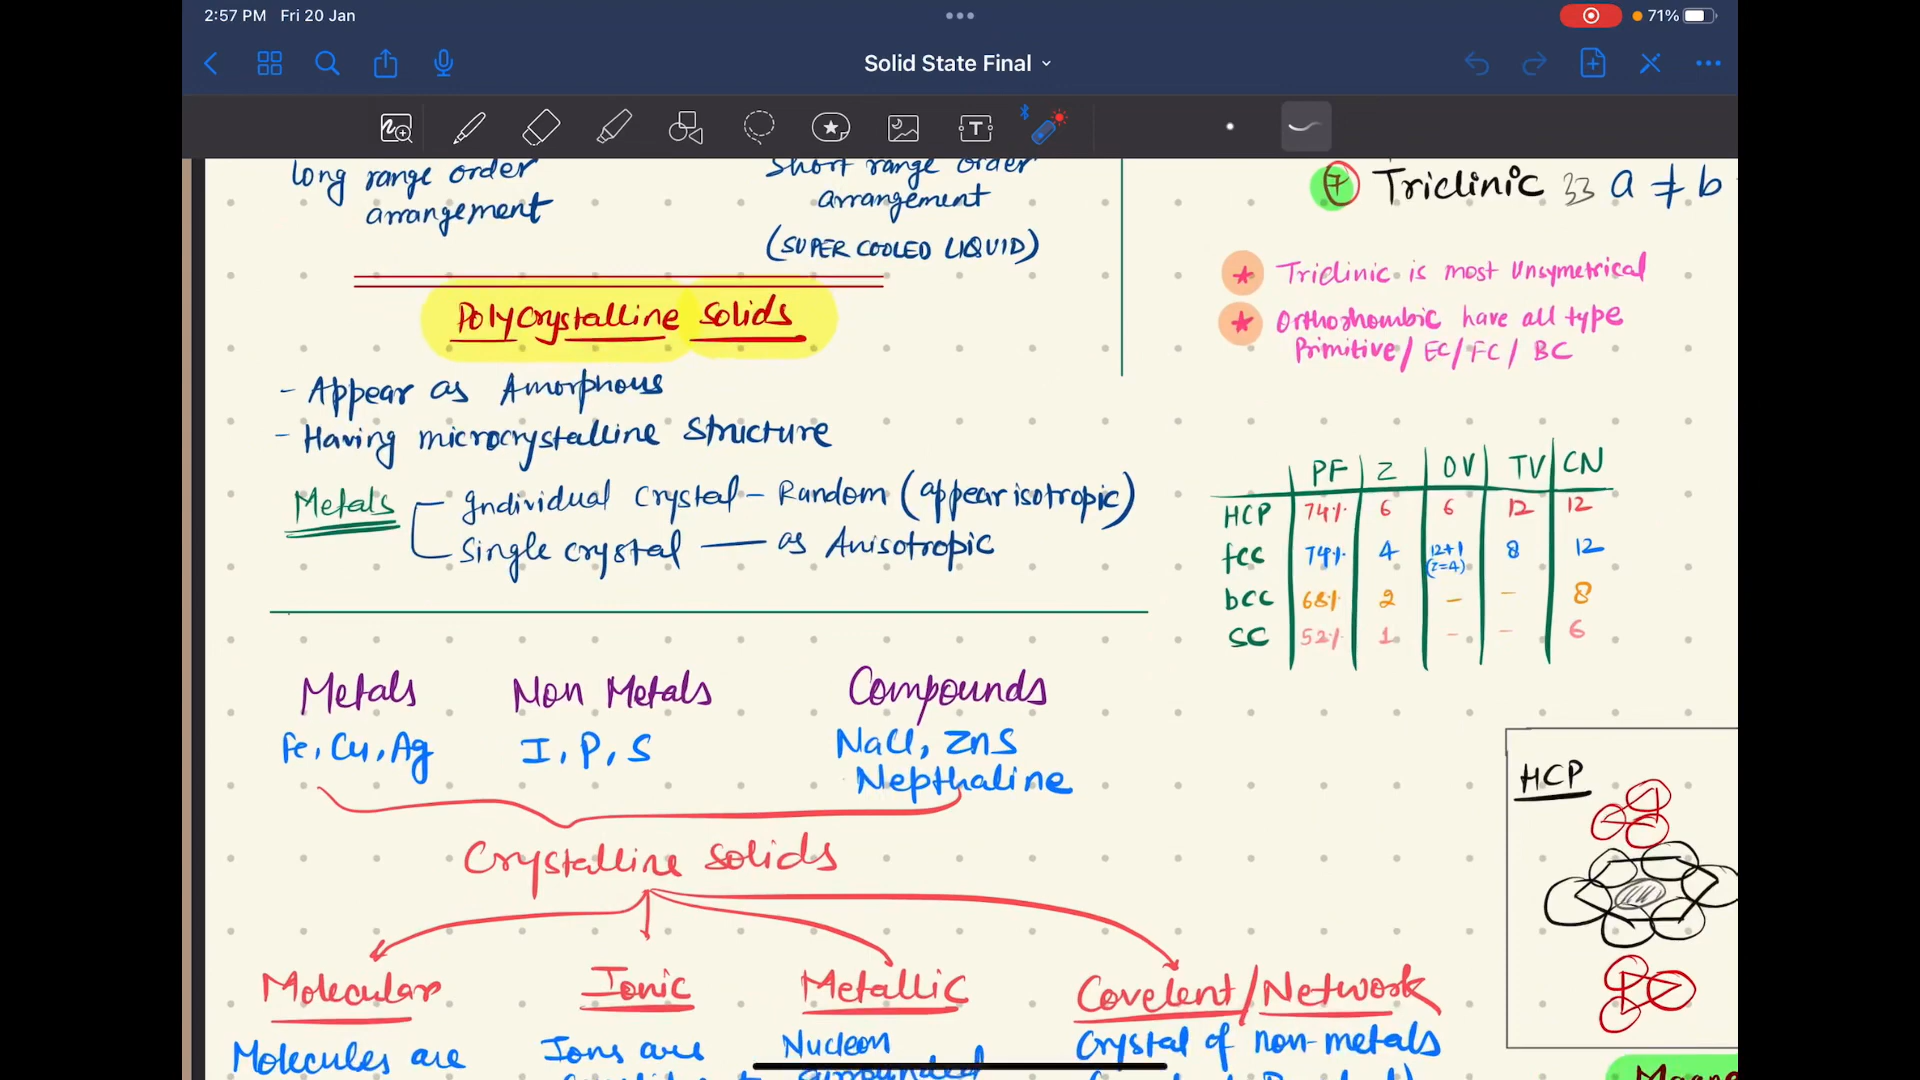 2:57 PM Fri 20 Jan
71%
Solid State Final
T
long range order
arrangement
Short range order
arrangement
(SUPER COOLED LIQUID)
PolyCrystalline Solids
- Appear as Amorphous
- Having microcrystalline Structure
Metals
Individual Crystal - Random (appear isotropic)
Single crystal — as Anisotropic
Metals Non Metals Compounds
Fe, Cu, Ag I, P, S NaCl, ZnS
Nepthaline
Crystalline Solids
Molecular Ionic Metallic Covelent/Network
Molecules are Ions are Nucleon Crystal of non-metals
surrounded
7 Triclinic a ≠ b
Triclinic is most Unsymetrical
Orthorhombic have all type
Primitive/ EC/ FC/ BC
PF Z OV TV CN
HCP 74% 6 6 12 12
fcc 74% 4 12+1 8 12
(z=4)
bcc 68% 2 - - 8
SC 52% 1 - - 6
HCP